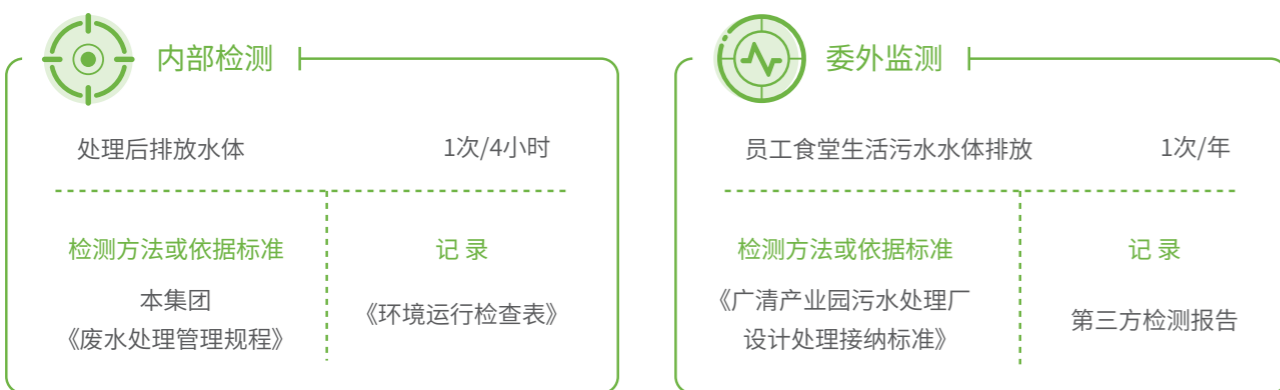 内部检测
处理后排放水体
1次/4小时
检测方法或依据标准
记 录
本集团
《废水处理管理规程》
《环境运行检查表》
委外监测
员工食堂生活污水水体排放
1次/年
检测方法或依据标准
记 录
《广清产业园污水处理厂
设计处理接纳标准》
第三方检测报告